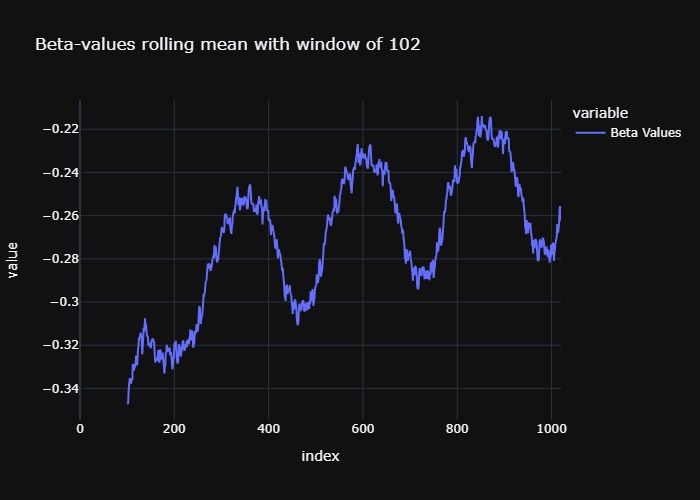 Beta-values rolling mean with window of 102
variable
Beta Values
−0.22
−0.24
−0.26
−0.28
−0.3
−0.32
−0.34
value
0
200
400
600
800
1000
index